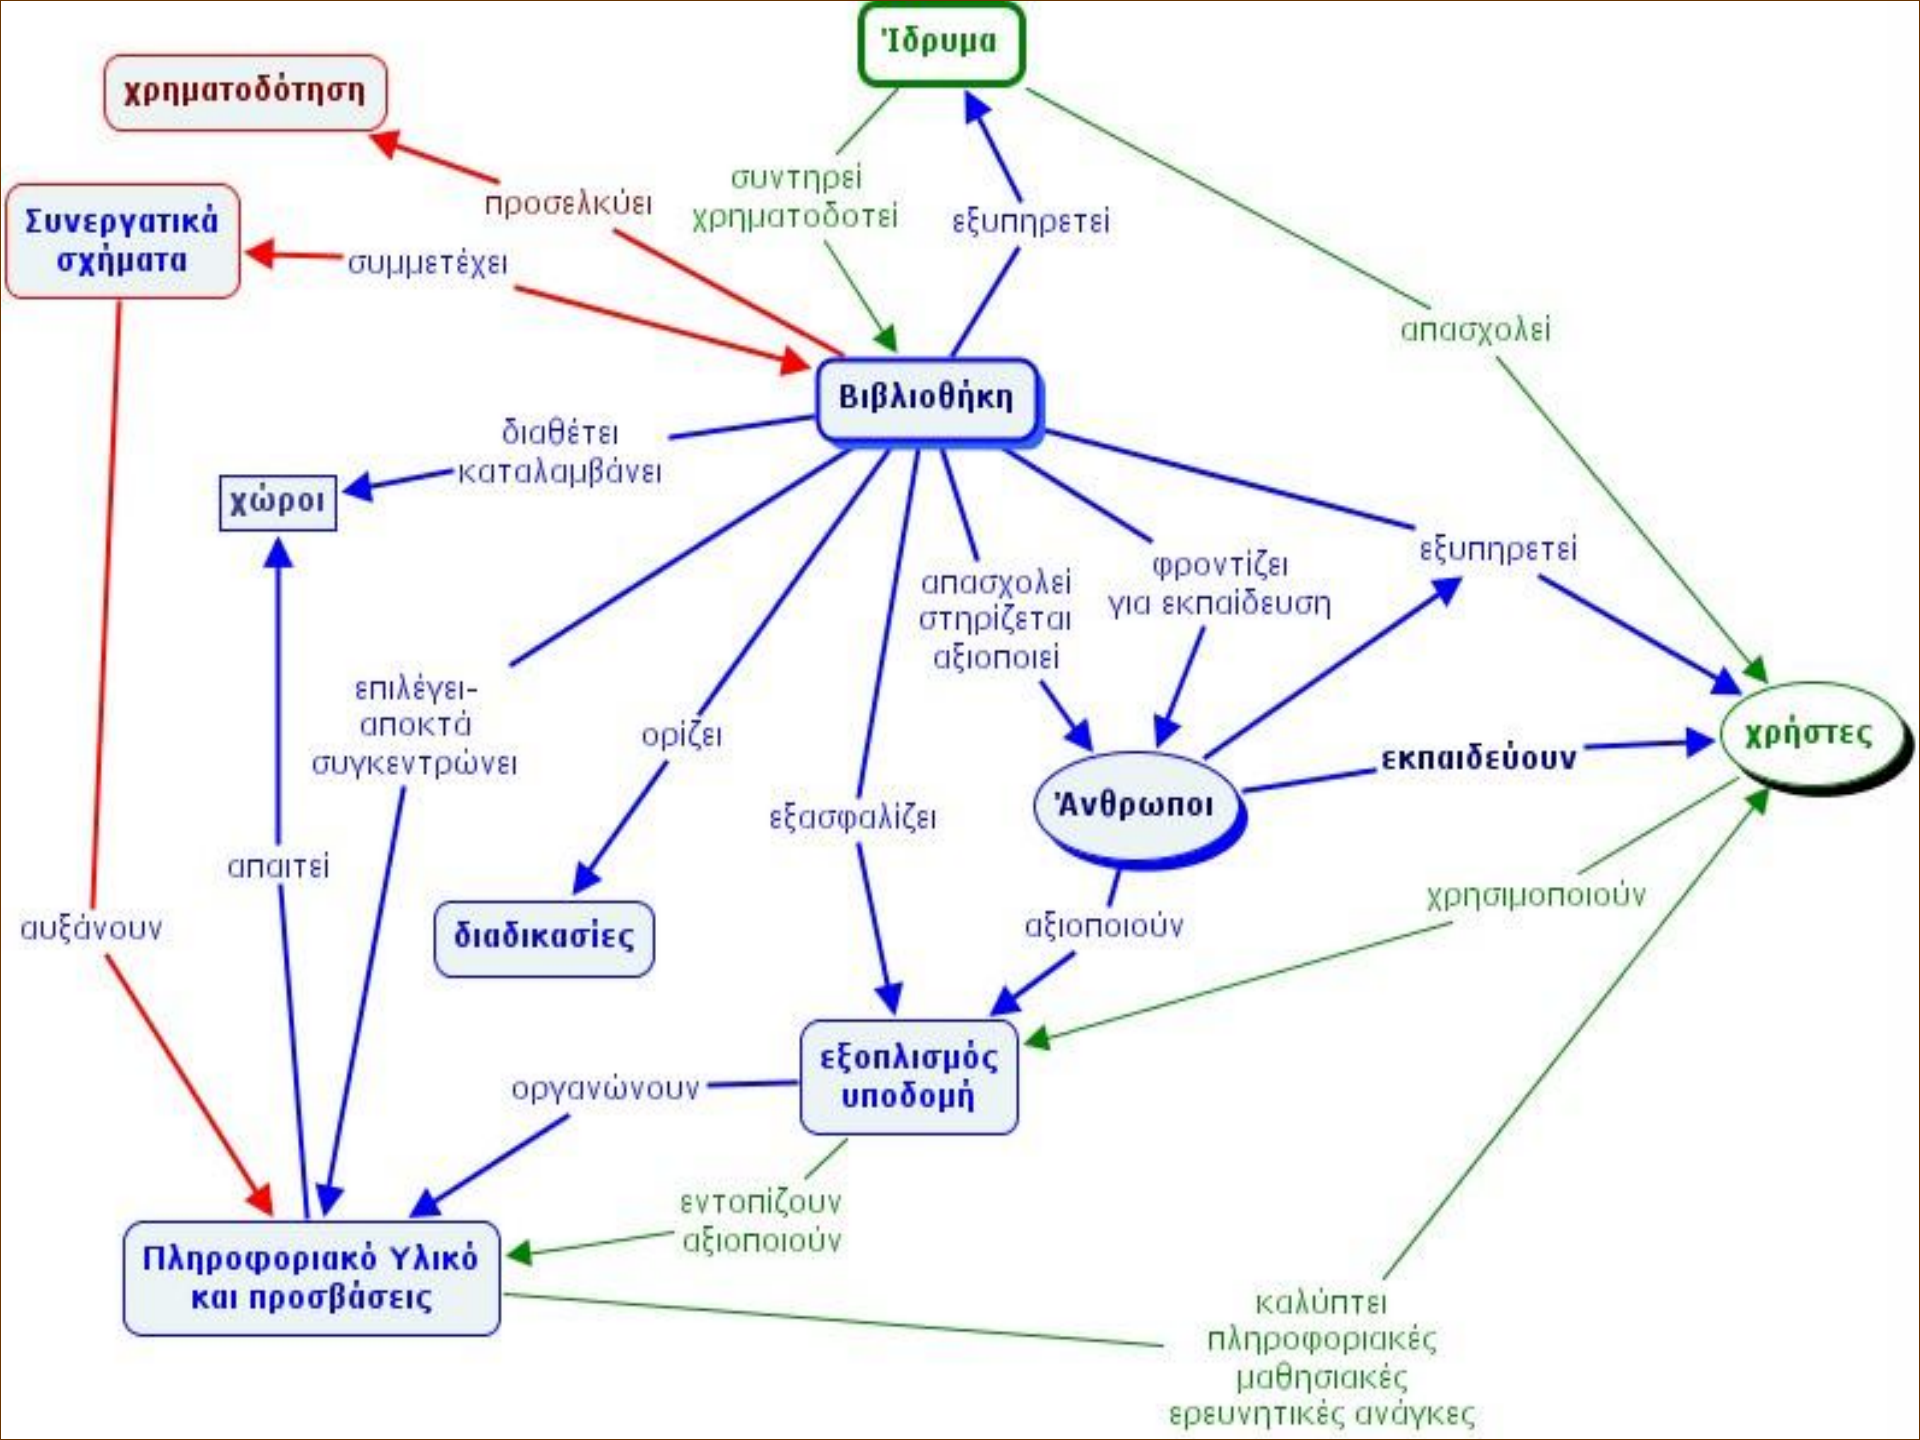 Ίδρυμα
χρηματοδότηση
συντηρεί
χρηματοδοτεί
προσελκύει
εξυπηρετεί
Συνεργατικά
σχήματα
συμμετέχει
απασχολεί
Βιβλιοθήκη
διαθέτει
καταλαμβάνει
χώροι
εξυπηρετεί
φροντίζει
για εκπαίδευση
απασχολεί
στηρίζεται
αξιοποιεί
επιλέγει-
αποκτά
συγκεντρώνει
ορίζει
χρήστες
εκπαιδεύουν
Άνθρωποι
εξασφαλίζει
απαιτεί
χρησιμοποιούν
αυξάνουν
διαδικασίες
αξιοποιούν
εξοπλισμός
υποδομή
οργανώνουν
εντοπίζουν
αξιοποιούν
Πληροφοριακό Υλικό
και προσβάσεις
καλύπτει
πληροφοριακές
μαθησιακές
ερευνητικές ανάγκες